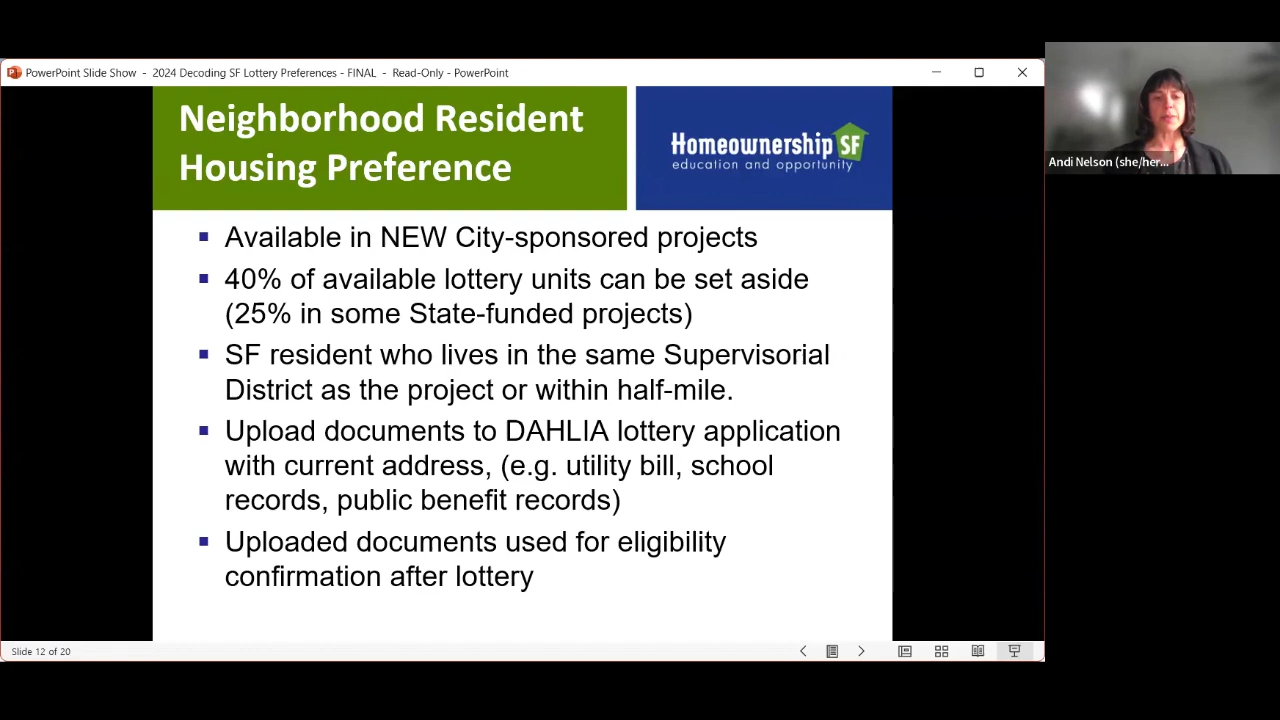 PowerPoint Slide Show - 2024 Decoding SF Lottery Preferences - FINAL - Read-Only - PowerPoint
Neighborhood Resident
Housing Preference
Homeownership SF
education and opportunity
Andi Nelson (she/her...
▪ Available in NEW City-sponsored projects
▪ 40% of available lottery units can be set aside
(25% in some State-funded projects)
▪ SF resident who lives in the same Supervisorial
District as the project or within half-mile.
▪ Upload documents to DAHLIA lottery application
with current address, (e.g. utility bill, school
records, public benefit records)
▪ Uploaded documents used for eligibility
confirmation after lottery
Slide 12 of 20